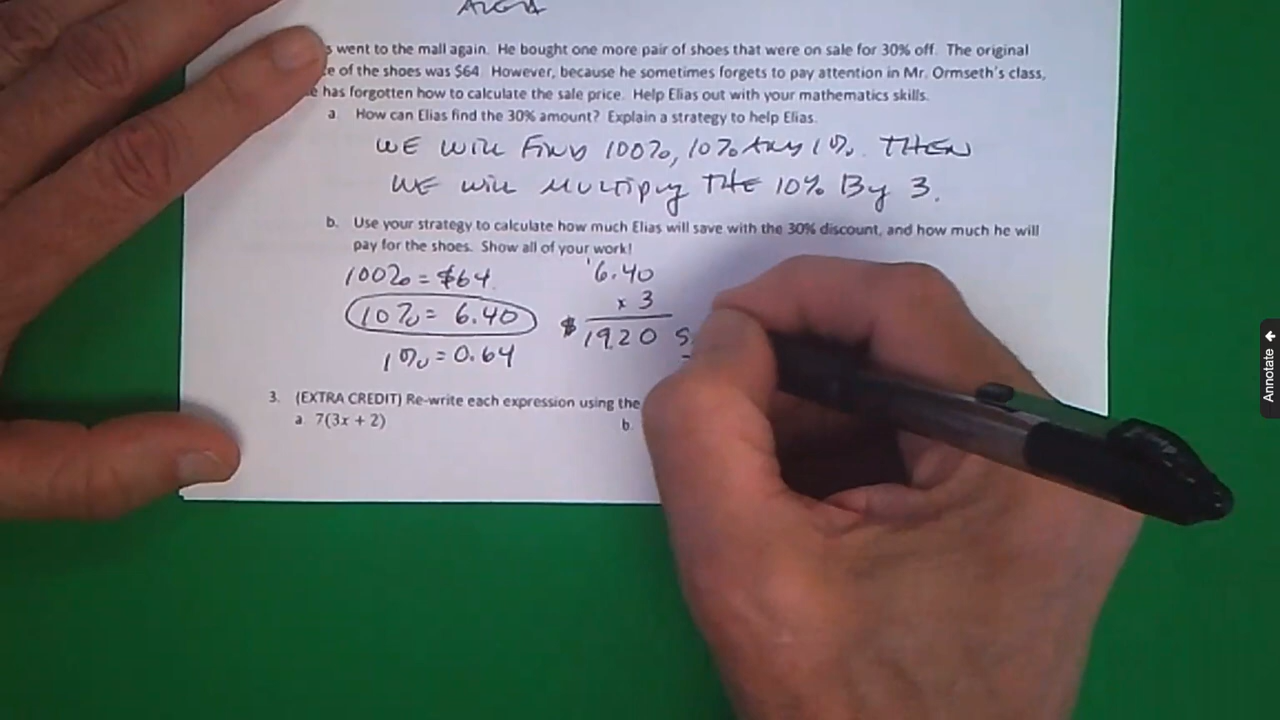 went to the mall again. He bought one more pair of shoes that were on sale for 30% off. The original
of the shoes was $64. However, because he sometimes forgets to pay attention in Mr. Ormseth's class,
has forgotten how to calculate the sale price. Help Elias out with your mathematics skills.
a. How can Elias find the 30% amount? Explain a strategy to help Elias.
WE WILL FIND 100%, 10% AND 1%. THEN
WE WILL MULTIPLY THE 10% BY 3.
b. Use your strategy to calculate how much Elias will save with the 30% discount, and how much he will
pay for the shoes. Show all of your work!
100% = $64
10% = 6.40
1% = 0.64
1
6.40
x 3
$ 19.20 S
3. (EXTRA CREDIT) Re-write each expression using the
a. 7(3x + 2)
b.
Annotate